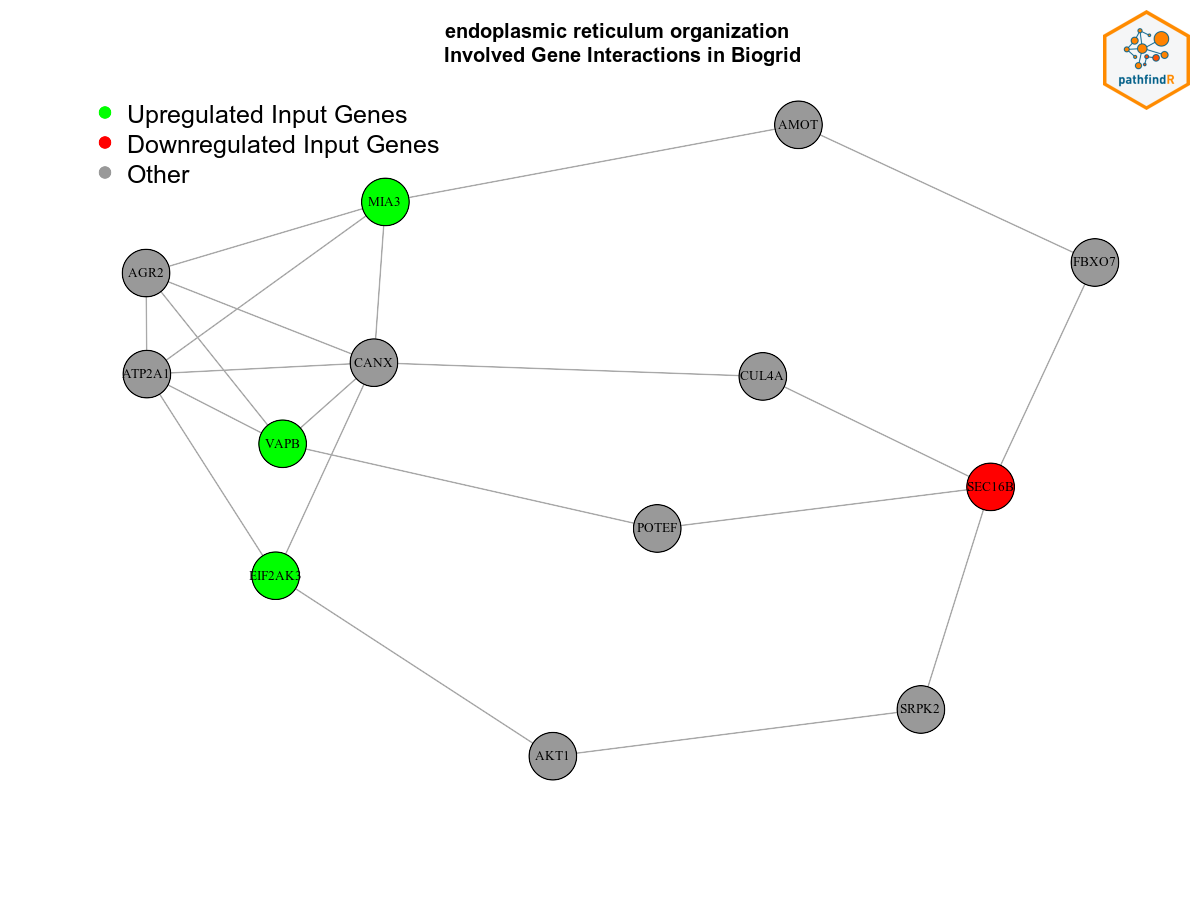 endoplasmic reticulum organization
Involved Gene Interactions in Biogrid
pathfindR
Upregulated Input Genes
Downregulated Input Genes
Other
AMOT
MIA3
FBXO7
AGR2
CANX
ATP2A1
CUL4A
VAPB
SEC16B
POTEF
EIF2AK3
SRPK2
AKT1